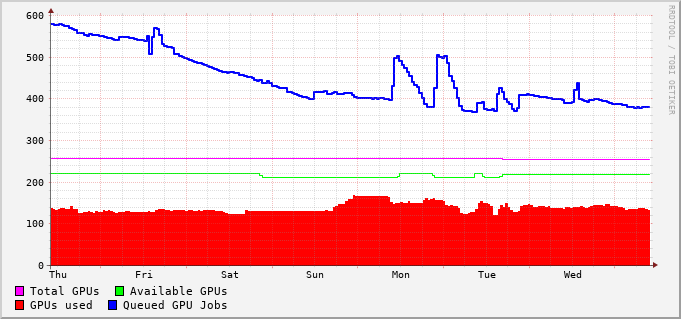 RRDTOOL / TOBI OETIKER
600
500
400
300
200
100
0
Thu Fri Sat Sun Mon Tue Wed
Total GPUs Available GPUs
GPUs used Queued GPU Jobs